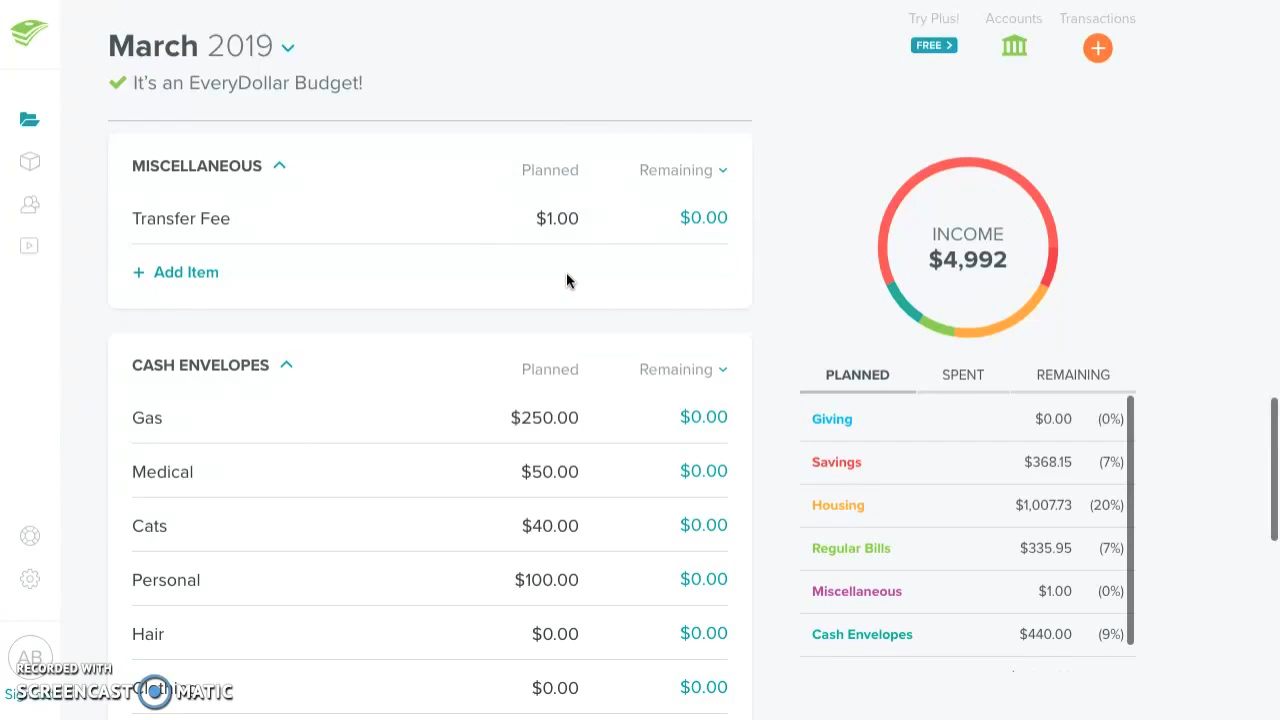 March 2019
It's an EveryDollar Budget!
Try Plus! Accounts Transactions
FREE >
MISCELLANEOUS Planned Remaining
Transfer Fee $1.00 $0.00
+ Add Item
CASH ENVELOPES Planned Remaining
Gas $250.00 $0.00
Medical $50.00 $0.00
Cats $40.00 $0.00
Personal $100.00 $0.00
Hair $0.00 $0.00
$0.00 $0.00
INCOME
$4,992
PLANNED SPENT REMAINING
Giving $0.00 (0%)
Savings $368.15 (7%)
Housing $1,007.73 (20%)
Regular Bills $335.95 (7%)
Miscellaneous $1.00 (0%)
Cash Envelopes $440.00 (9%)
AB
RECORDED WITH
SCREENCAST MATIC